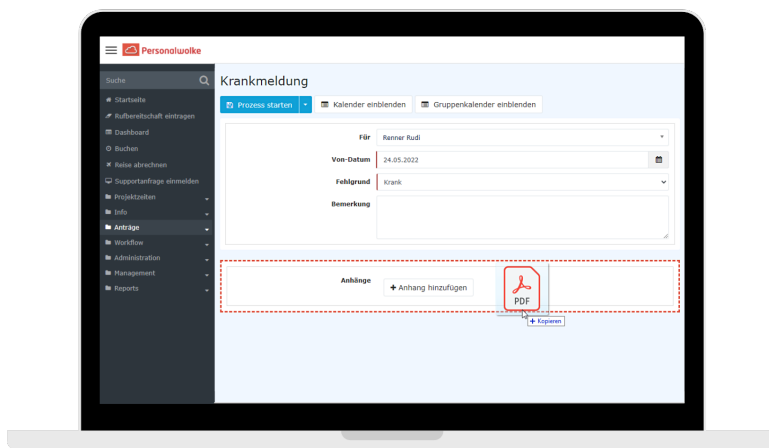 Personalwolke
Suche
Startseite
Rufbereitschaft eintragen
Dashboard
Buchen
Reise abrechnen
Supportanfrage einmelden
Projektzeiten
Info
Anträge
Workflow
Administration
Management
Reports
Krankmeldung
Prozess starten Kalender einblenden Gruppenkalender einblenden
Für Renner Rudi
Von-Datum 24.05.2022
Fehlgrund Krank
Bemerkung
Anhänge + Anhang hinzufügen
PDF
+ Kopieren